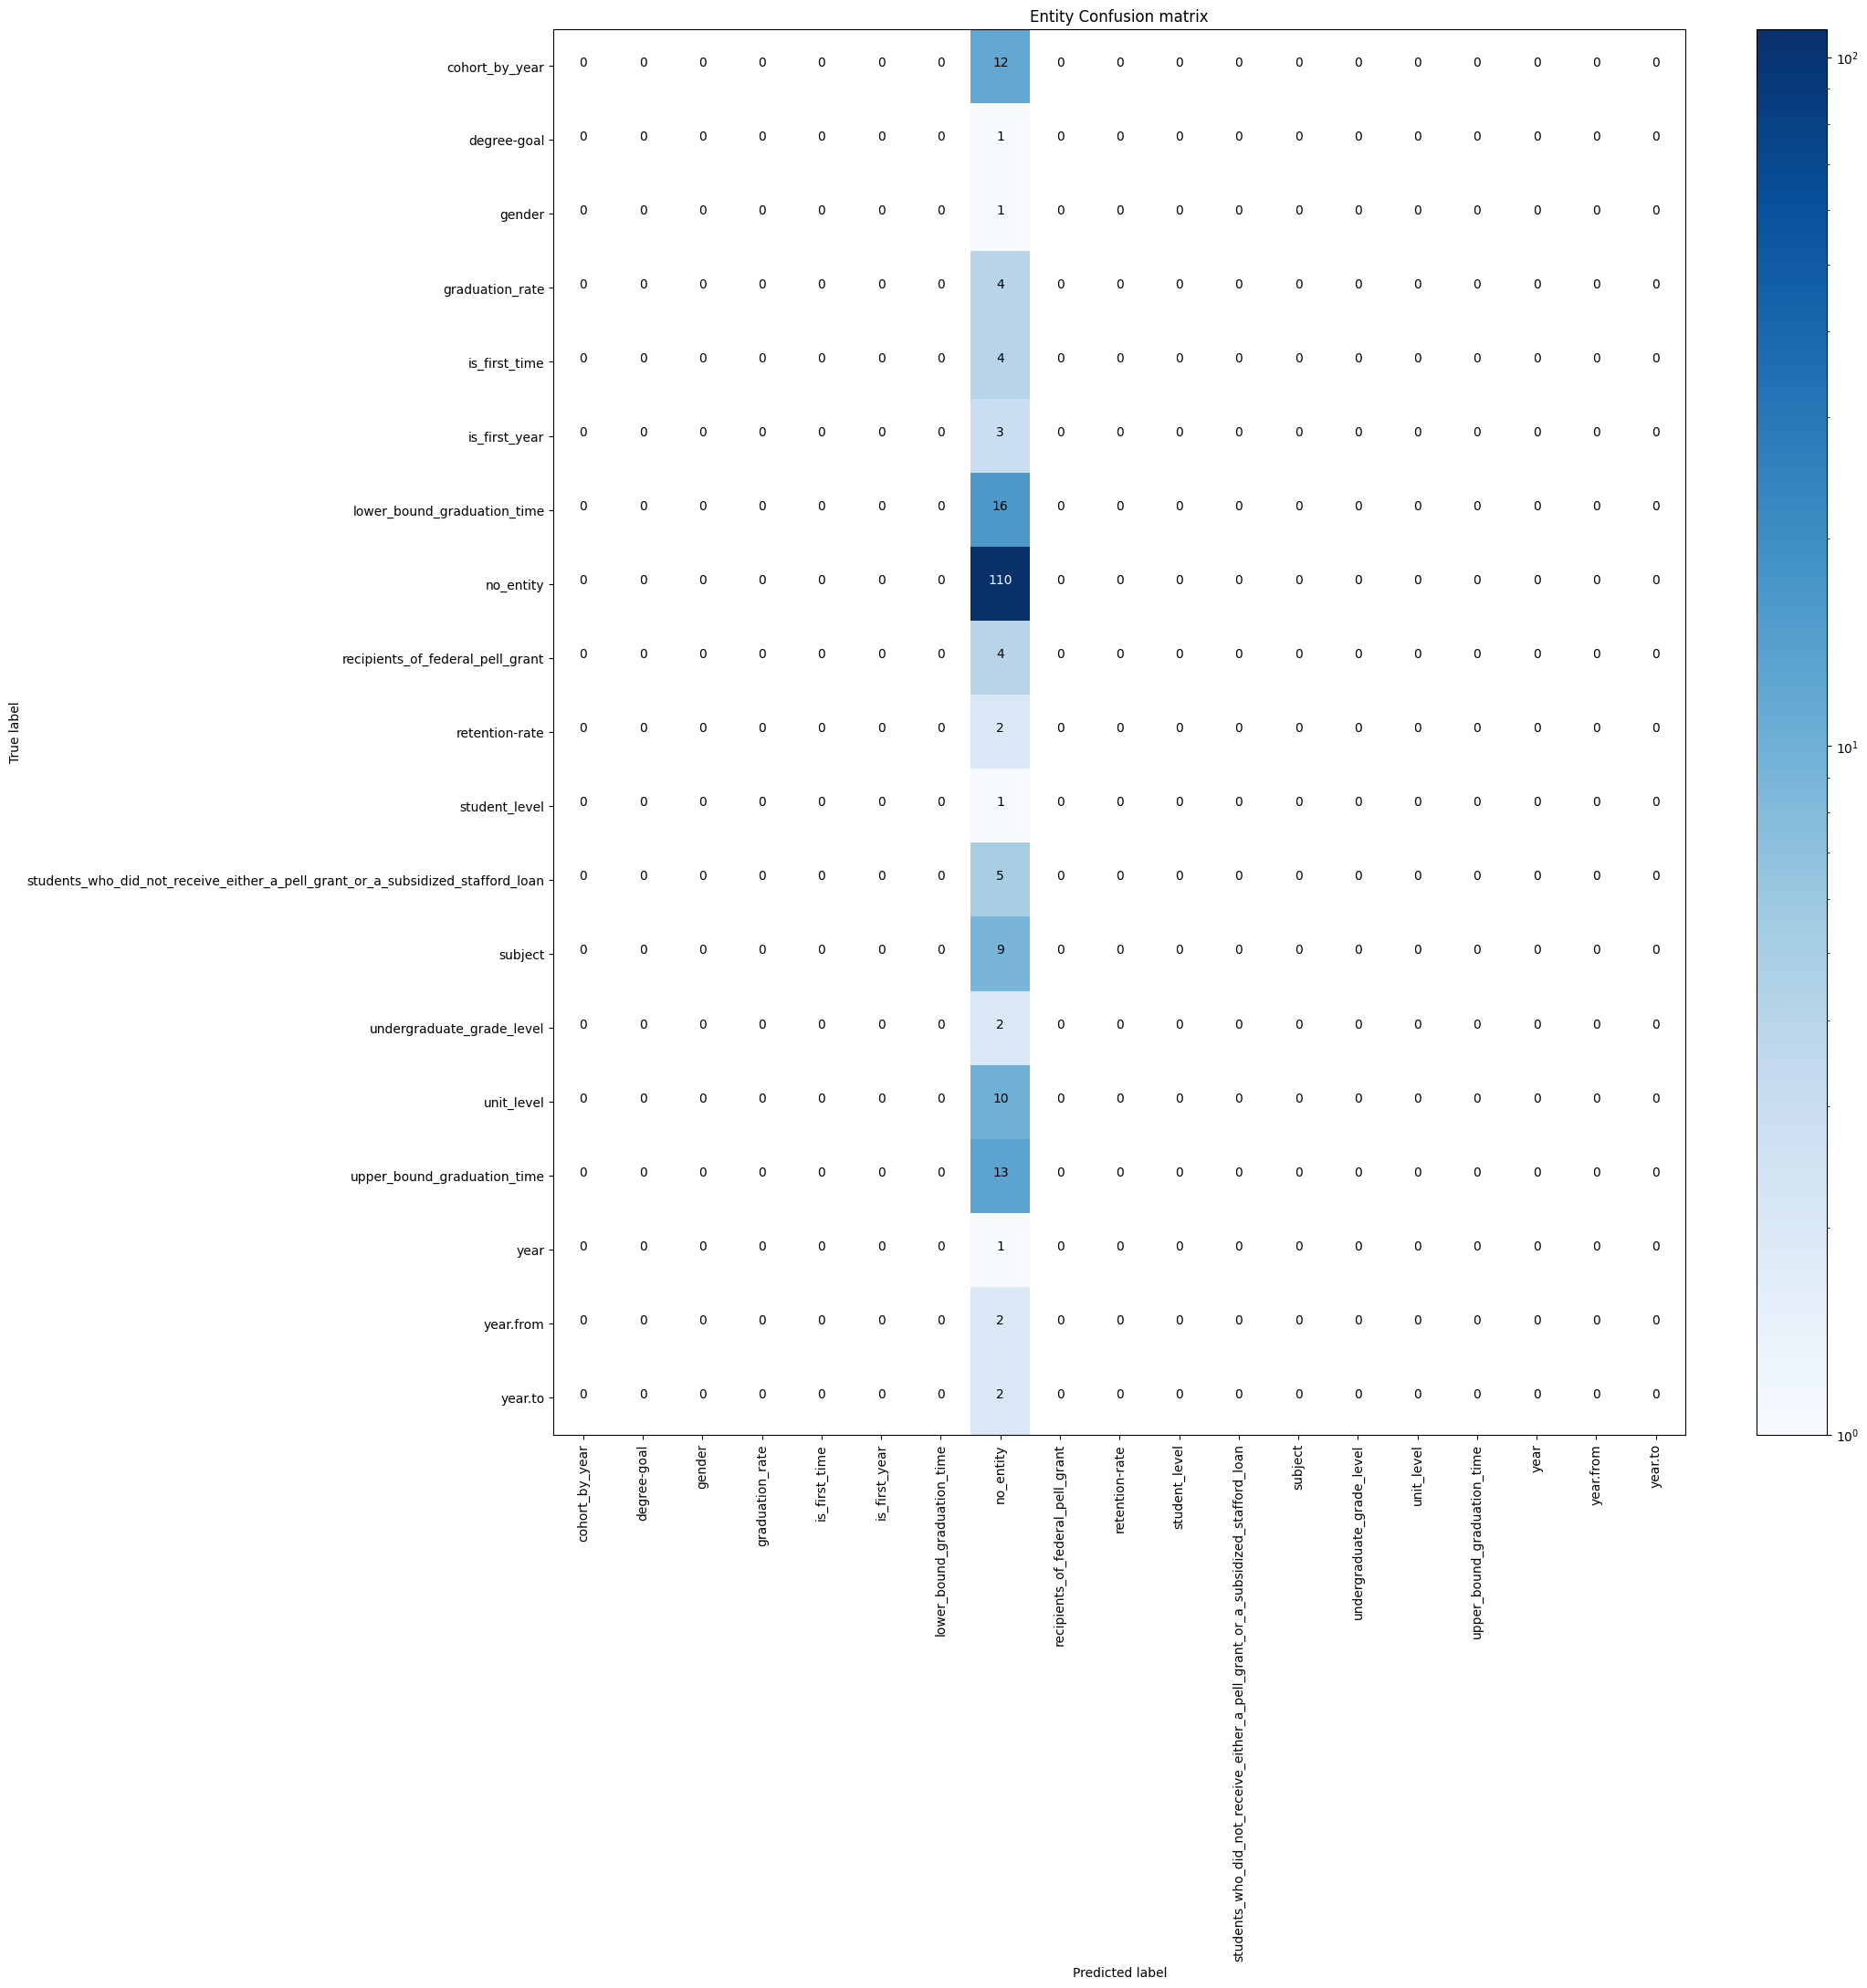 Entity Confusion matrix
cohort_by_year 0 0 0 0 0 0 0 12 0 0 0 0 0 0 0 0 0 0 0
degree-goal 0 0 0 0 0 0 0 1 0 0 0 0 0 0 0 0 0 0 0
gender 0 0 0 0 0 0 0 1 0 0 0 0 0 0 0 0 0 0 0
graduation_rate 0 0 0 0 0 0 0 4 0 0 0 0 0 0 0 0 0 0 0
is_first_time 0 0 0 0 0 0 0 4 0 0 0 0 0 0 0 0 0 0 0
is_first_year 0 0 0 0 0 0 0 3 0 0 0 0 0 0 0 0 0 0 0
lower_bound_graduation_time 0 0 0 0 0 0 0 16 0 0 0 0 0 0 0 0 0 0 0
no_entity 0 0 0 0 0 0 0 110 0 0 0 0 0 0 0 0 0 0 0
recipients_of_federal_pell_grant 0 0 0 0 0 0 0 4 0 0 0 0 0 0 0 0 0 0 0
retention-rate 0 0 0 0 0 0 0 2 0 0 0 0 0 0 0 0 0 0 0
student_level 0 0 0 0 0 0 0 1 0 0 0 0 0 0 0 0 0 0 0
students_who_did_not_receive_either_a_pell_grant_or_a_subsidized_stafford_loan 0 0 0 0 0 0 0 5 0 0 0 0 0 0 0 0 0 0 0
subject 0 0 0 0 0 0 0 9 0 0 0 0 0 0 0 0 0 0 0
undergraduate_grade_level 0 0 0 0 0 0 0 2 0 0 0 0 0 0 0 0 0 0 0
unit_level 0 0 0 0 0 0 0 10 0 0 0 0 0 0 0 0 0 0 0
upper_bound_graduation_time 0 0 0 0 0 0 0 13 0 0 0 0 0 0 0 0 0 0 0
year 0 0 0 0 0 0 0 1 0 0 0 0 0 0 0 0 0 0 0
year.from 0 0 0 0 0 0 0 2 0 0 0 0 0 0 0 0 0 0 0
year.to 0 0 0 0 0 0 0 2 0 0 0 0 0 0 0 0 0 0 0
True label
cohort_by_year
degree-goal
gender
graduation_rate
is_first_time
is_first_year
lower_bound_graduation_time
no_entity
recipients_of_federal_pell_grant
retention-rate
student_level
students_who_did_not_receive_either_a_pell_grant_or_a_subsidized_stafford_loan
subject
undergraduate_grade_level
unit_level
upper_bound_graduation_time
year
year.from
year.to
Predicted label
10²
10¹
10⁰